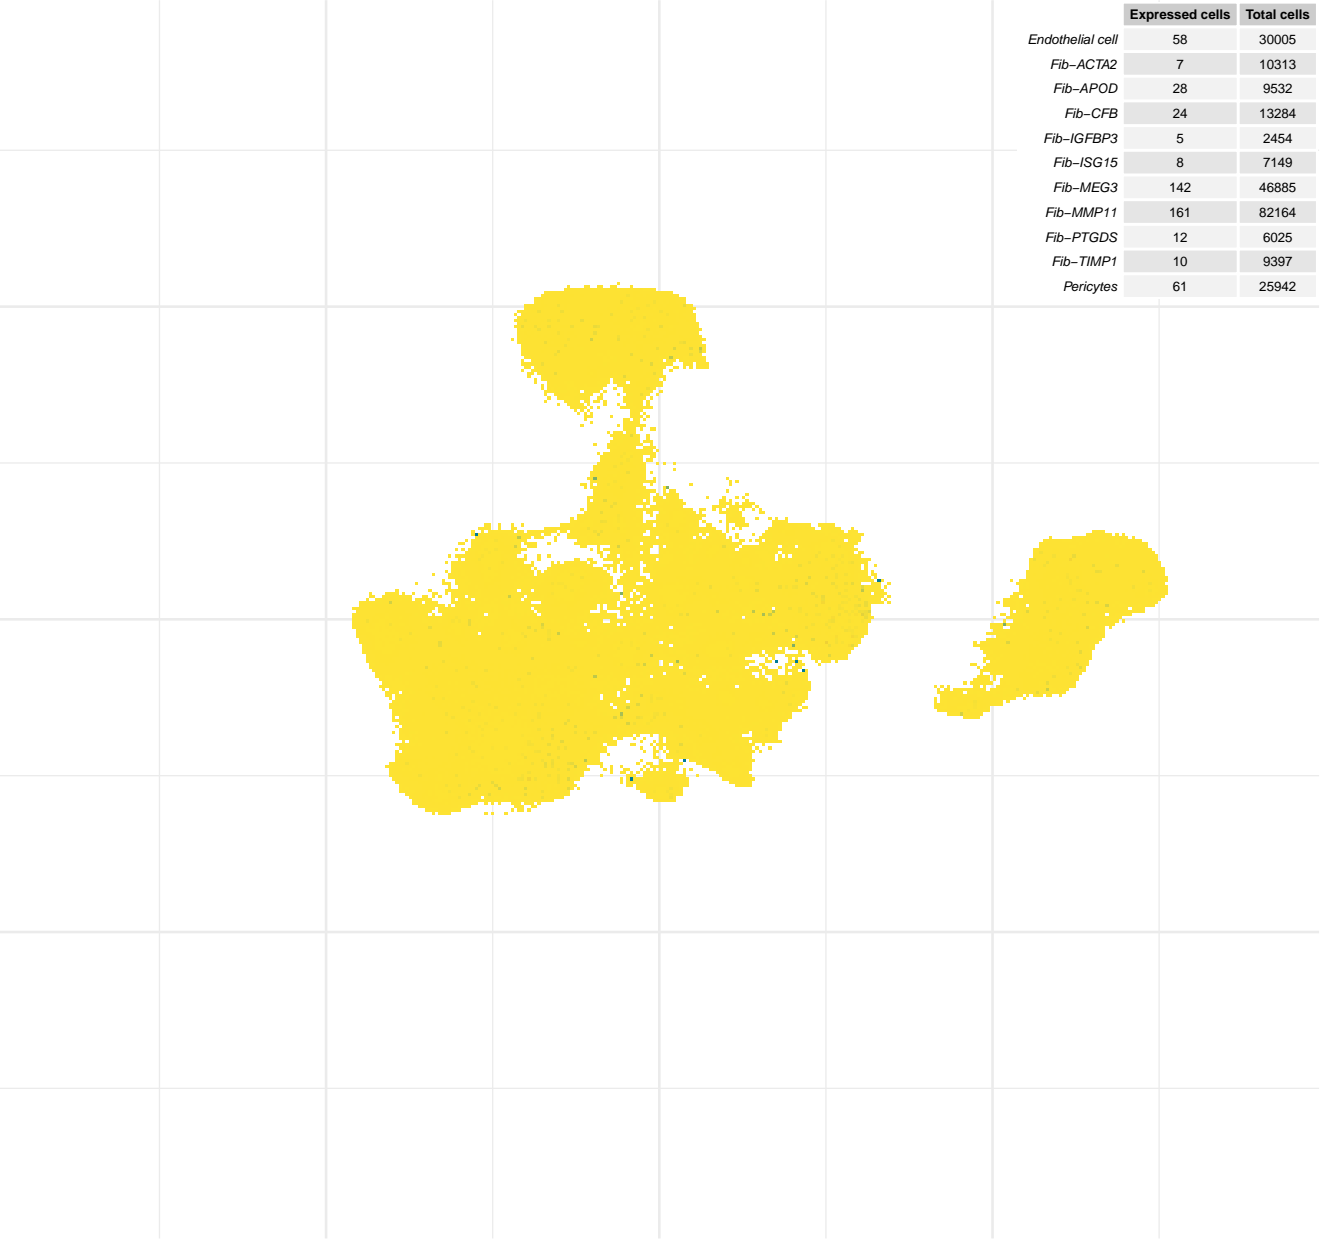 Expressed cells Total cells
Endothelial cell 58 30005
Fib−ACTA2 7 10313
Fib−APOD 28 9532
Fib−CFB 24 13284
Fib−IGFBP3 5 2454
Fib−ISG15 8 7149
Fib−MEG3 142 46885
Fib−MMP11 161 82164
Fib−PTGDS 12 6025
Fib−TIMP1 10 9397
Pericytes 61 25942